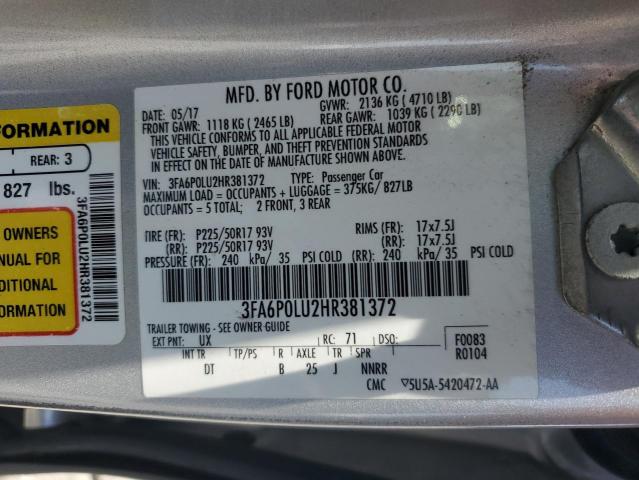 MFD. BY FORD MOTOR CO.
DATE: 05/17 GVWR: 2136 KG ( 4710 LB)
FRONT GAWR: 1118 KG ( 2465 LB) REAR GAWR: 1039 KG ( 2290 LB)
THIS VEHICLE CONFORMS TO ALL APPLICABLE FEDERAL MOTOR
VEHICLE SAFETY, BUMPER, AND THEFT PREVENTION STANDARDS IN
EFFECT ON THE DATE OF MANUFACTURE SHOWN ABOVE.
VIN: 3FA6P0LU2HR381372 TYPE: Passenger Car
MAXIMUM LOAD = OCCUPANTS + LUGGAGE = 375KG/ 827LB
OCCUPANTS = 5 TOTAL; 2 FRONT, 3 REAR
TIRE (FR): P225/50R17 93V RIMS (FR): 17x7.5J
(RR): P225/50R17 93V (RR): 17x7.5J
PRESSURE (FR): 240 kPa/ 35 PSI COLD (RR): 240 kPa/ 35 PSI COLD
3FA6P0LU2HR381372
TRAILER TOWING - SEE OWNER GUIDE
EXT PNT: UX RC: 71 DSO: F0083
INT TR TP/PS R AXLE TR SPR R0104
DT B 25 J NNRR
CMC 5U5A-5420472-AA
FORMATION
REAR: 3
827 lbs.
OWNERS
NUAL FOR
DITIONAL
ORMATION
3FA6P0LU2HR381372